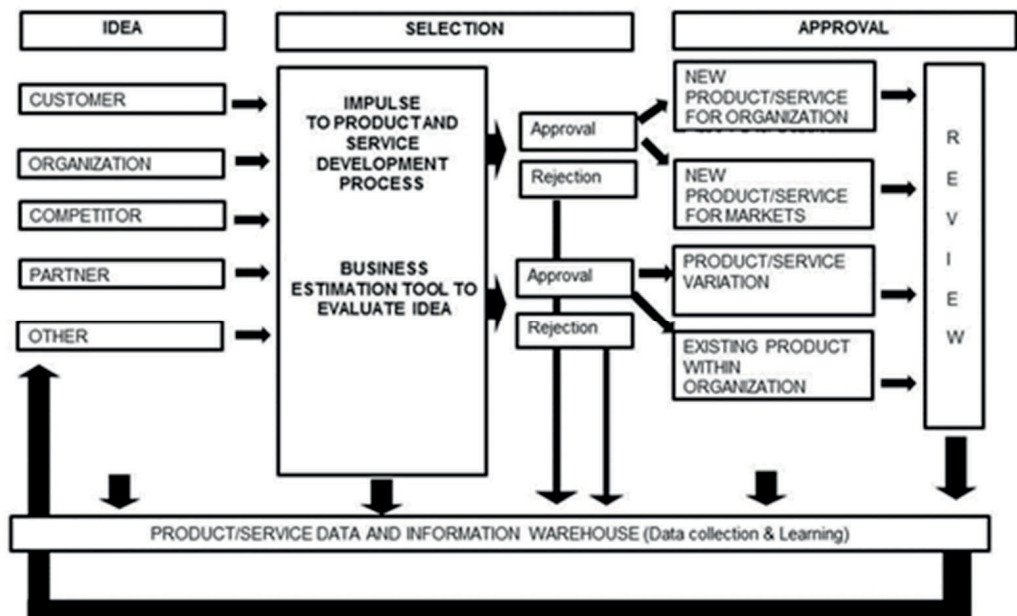 IDEA
SELECTION
APPROVAL
CUSTOMER
ORGANIZATION
COMPETITOR
PARTNER
OTHER
IMPULSE
TO PRODUCT AND
SERVICE
DEVELOPMENT
PROCESS
BUSINESS
ESTIMATION TOOL TO
EVALUATE IDEA
Approval
Rejection
Approval
Rejection
NEW
PRODUCT/SERVICE
FOR ORGANIZATION
NEW
PRODUCT/SERVICE
FOR MARKETS
PRODUCT/SERVICE
VARIATION
EXISTING PRODUCT
WITHIN
ORGANIZATION
R
E
V
I
E
W
PRODUCT/SERVICE DATA AND INFORMATION WAREHOUSE (Data collection & Learning)